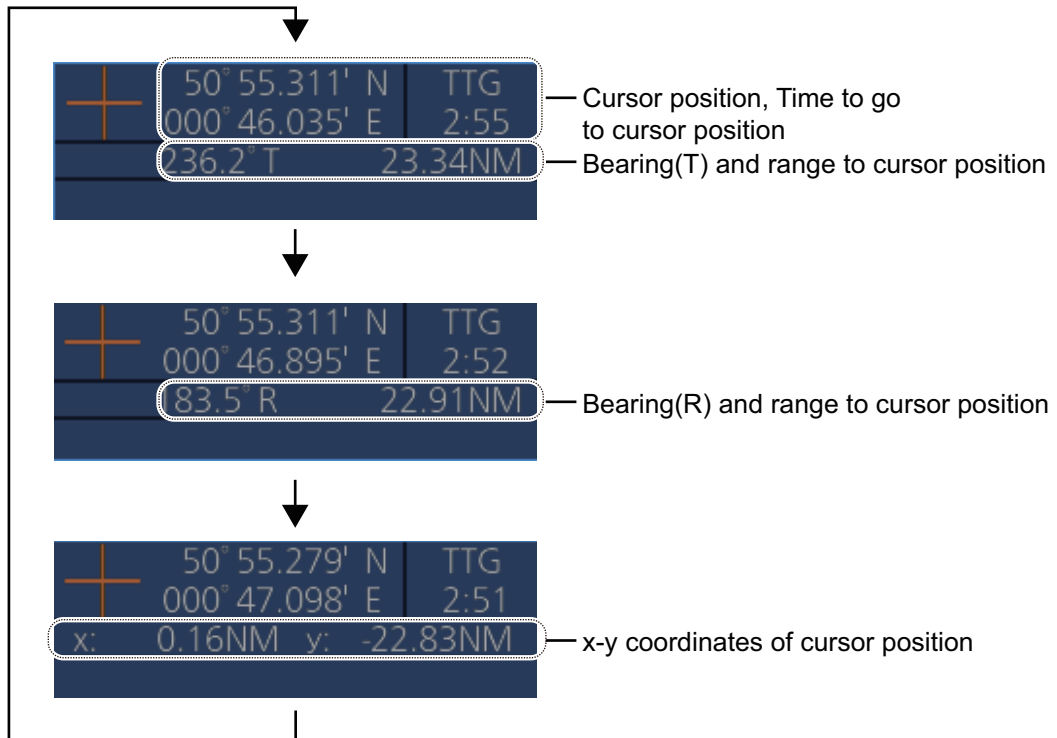 50° 55.311' N TTG
000° 46.035' E 2:55
236.2° T 23.34NM
Cursor position, Time to go
to cursor position
Bearing(T) and range to cursor position
50° 55.311' N TTG
000° 46.895' E 2:52
183.5° R 22.91NM
Bearing(R) and range to cursor position
50° 55.279' N TTG
000° 47.098' E 2:51
x: 0.16NM y: -22.83NM
x-y coordinates of cursor position